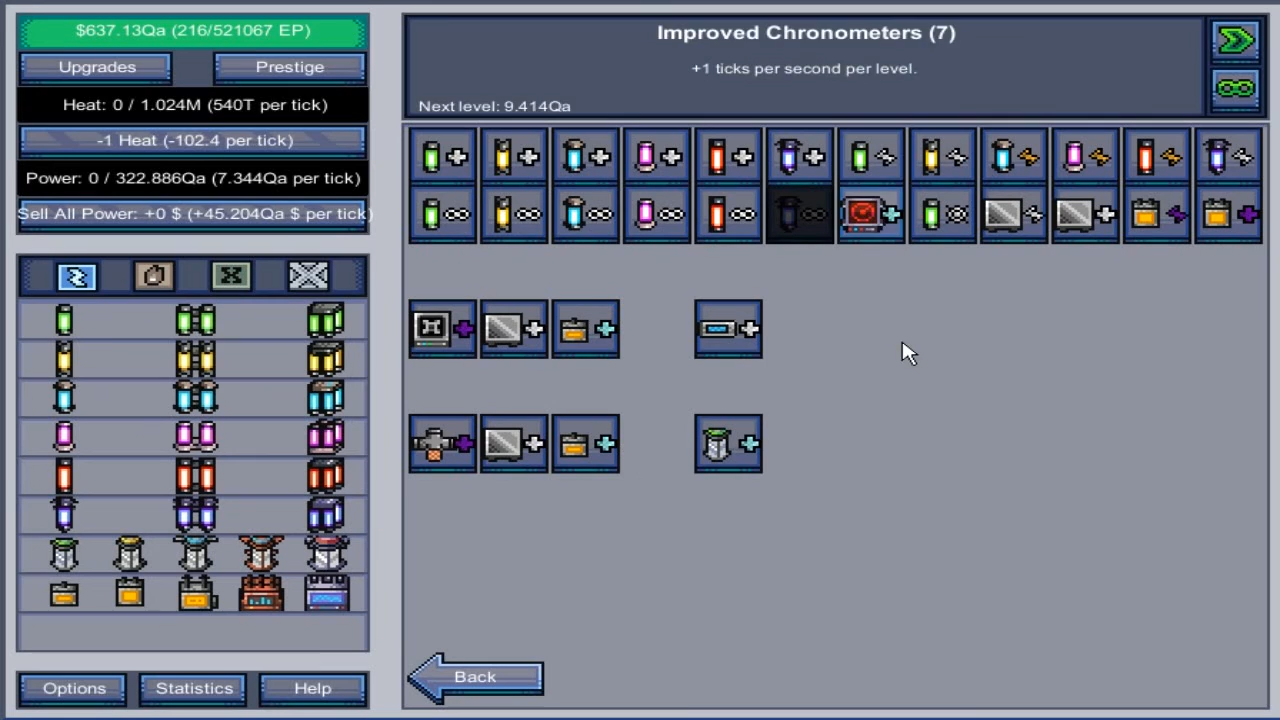 $637.13Qa (216/521067 EP)
Upgrades
Prestige
Heat: 0 / 1.024M (540T per tick)
-1 Heat (-102.4 per tick)
Power: 0 / 322.886Qa (7.344Qa per tick)
Sell All Power: +0 $ (+45.204Qa $ per tick)
Options
Statistics
Help
Improved Chronometers (7)
+1 ticks per second per level.
Next level: 9.414Qa
Back